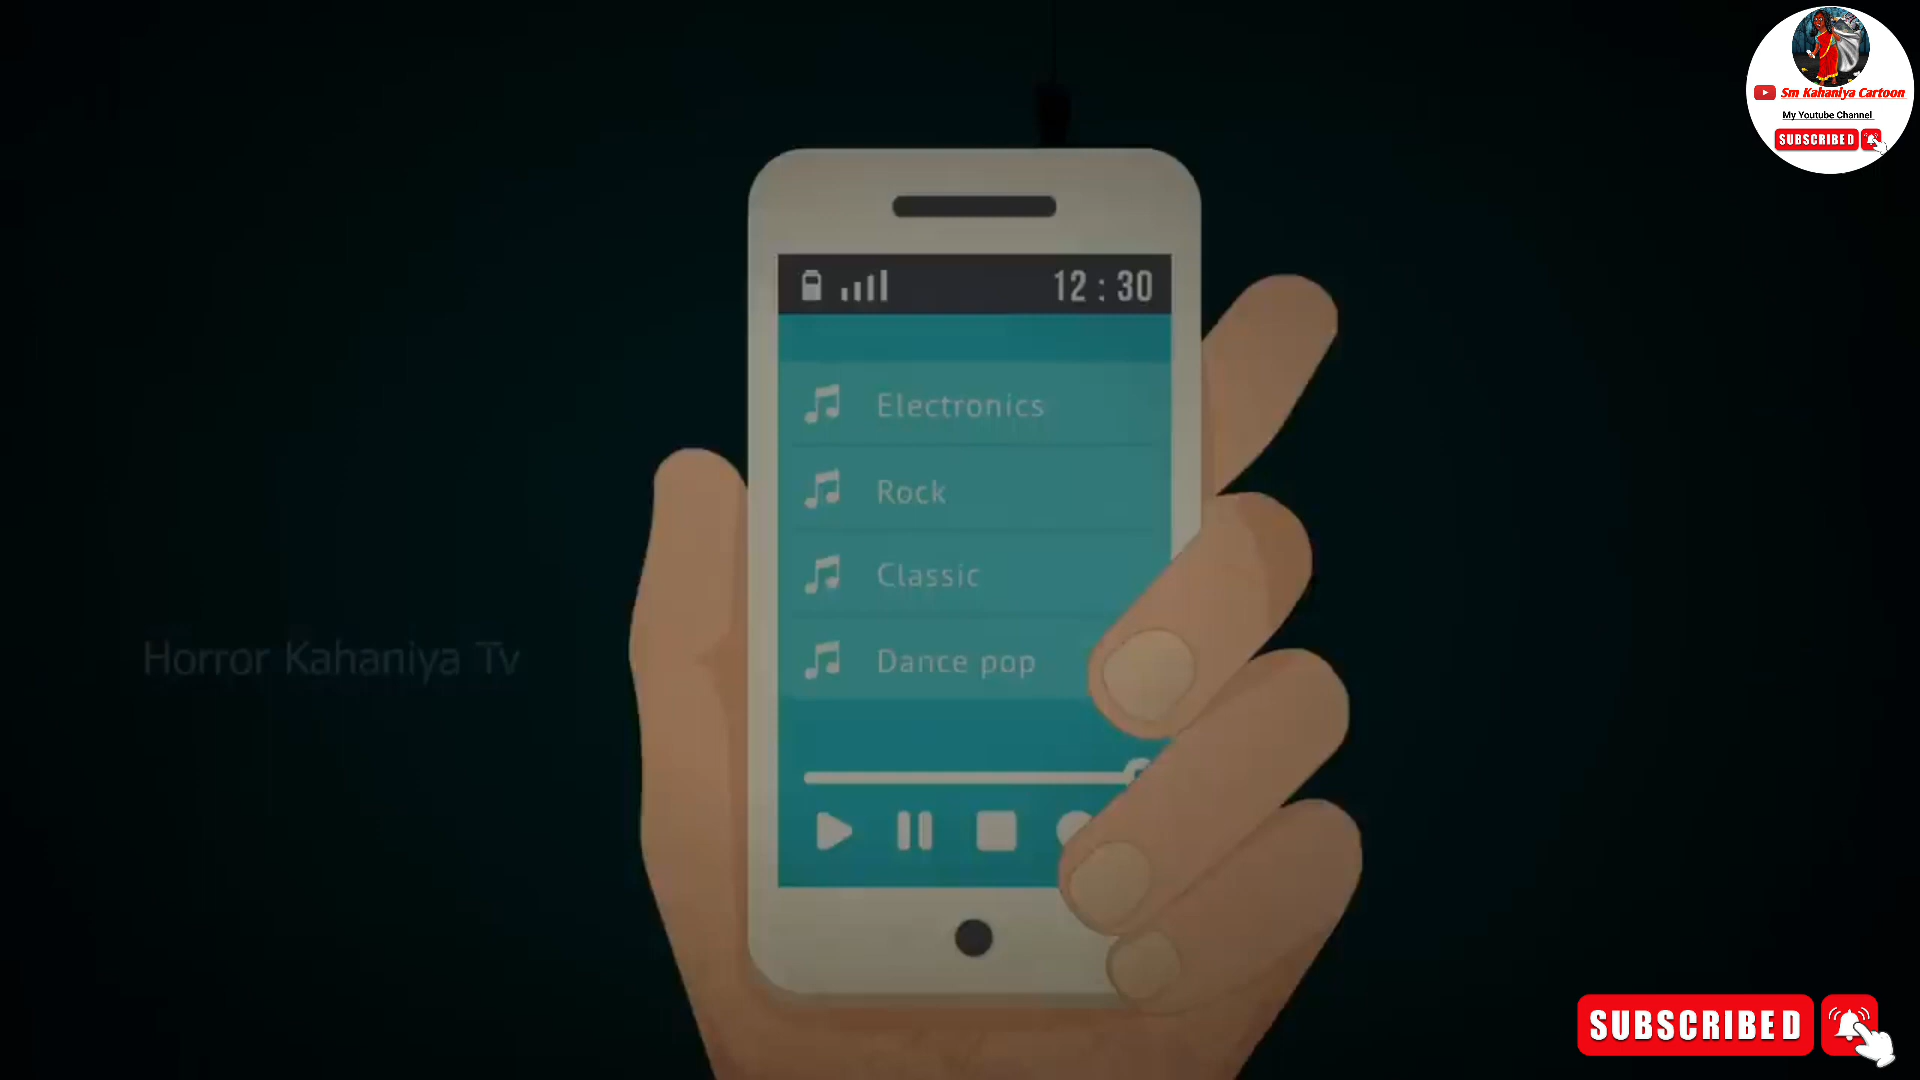 Sm Kahaniya Cartoon
My Youtube Channel
SUBSCRIBED
12 : 30
Electronics
Rock
Classic
Dance pop
Horror Kahaniya Tv
SUBSCRIBED